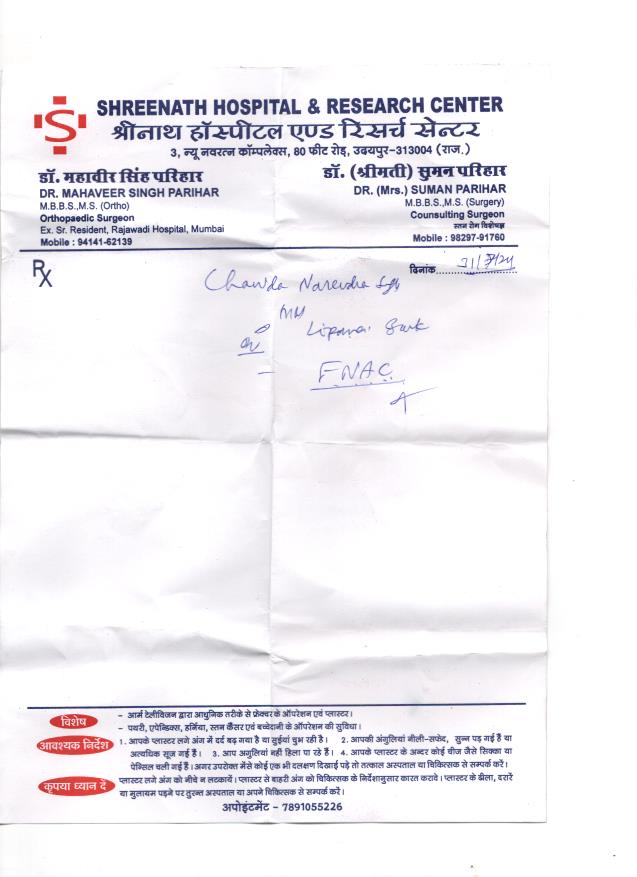 SHREENATH HOSPITAL & RESEARCH CENTER
श्रीनाथ हॉस्पीटल एण्ड रिसर्च सेन्टर
3, न्यू नवरत्न कॉम्पलेक्स, 80 फीट रोड़, उदयपुर-313004 (राज.)
डॉ. महावीर सिंह परिहार
DR. MAHAVEER SINGH PARIHAR
M.B.B.S.,M.S. (Ortho)
Orthopaedic Surgeon
Ex. Sr. Resident, Rajawadi Hospital, Mumbai
Mobile : 94141-62139
डॉ. (श्रीमती) सुमन परिहार
DR. (Mrs.) SUMAN PARIHAR
M.B.B.S.,M.S. (Surgery)
Counsulting Surgeon
स्तन रोग विशेषज्ञ
Mobile : 98297-91760
Rx
दिनांक
Narendra
FNAC
विशेष
- आर्म टेलीविजन द्वारा आधुनिक तरीके से फ्रेक्चर के ऑपरेशन एवं प्लास्टर।
- पथरी, एपेन्डिक्स, हर्निया, स्तन कैंसर एवं बच्चेदानी के ऑपरेशन की सुविधा।
आवश्यक निर्देश
1. आपके प्लास्टर लगे अंग में दर्द बढ़ गया है या सुईयां चुभ रही है। 2. आपकी अंगुलियां नीली-सफेद, सुन्न पड़ गई हैं या
अत्यधिक सूज गई हैं। 3. आप अगुलियां नहीं हिला पा रहे हैं। 4. आपके प्लास्टर के अन्दर कोई चीज जैसे सिक्का या
पेन्सिल चली गई हैं। अगर उपरोक्त मेंसे कोई एक भी दलक्षण दिखाई पड़े तो तत्काल अस्पताल या चिकित्सक से सम्पर्क करें।
कृपया ध्यान दें
प्लास्टर लगे अंग को नीचे न लटकायें। प्लास्टर से बाहरी अंग को चिकित्सक के निर्देशानुसार कारत करावे। प्लास्टर के ढीला, दरारें
या मुलायम पड़ने पर तुरन्त अस्पताल या अपने चिकित्सक से सम्पर्क करें।
अपोइंटमेंट - 7891055226